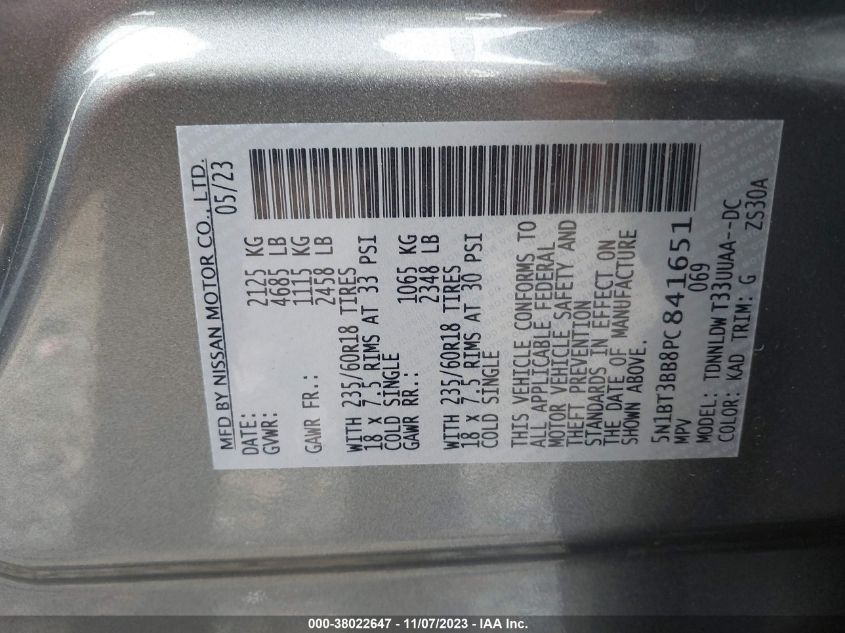 MFD BY NISSAN MOTOR CO., LTD.
DATE: 05/23
GVWR: 2125 KG
4685 LB
GAWR FR.: 1115 KG
2458 LB
WITH 235/60R18 TIRES
18 x 7.5 RIMS AT 33 PSI
COLD SINGLE
GAWR RR.: 1065 KG
2348 LB
WITH 235/60R18 TIRES
18 x 7.5 RIMS AT 30 PSI
COLD SINGLE
THIS VEHICLE CONFORMS TO
ALL APPLICABLE FEDERAL
MOTOR VEHICLE SAFETY AND
THEFT PREVENTION
STANDARDS IN EFFECT ON
THE DATE OF MANUFACTURE
SHOWN ABOVE.
5N1BT3BB8PC841651
MPV 069
MODEL: TDNNLDW T33UUAA--DC
COLOR: KAD TRIM: G ZS30A
000-38022647 - 11/07/2023 - IAA Inc.